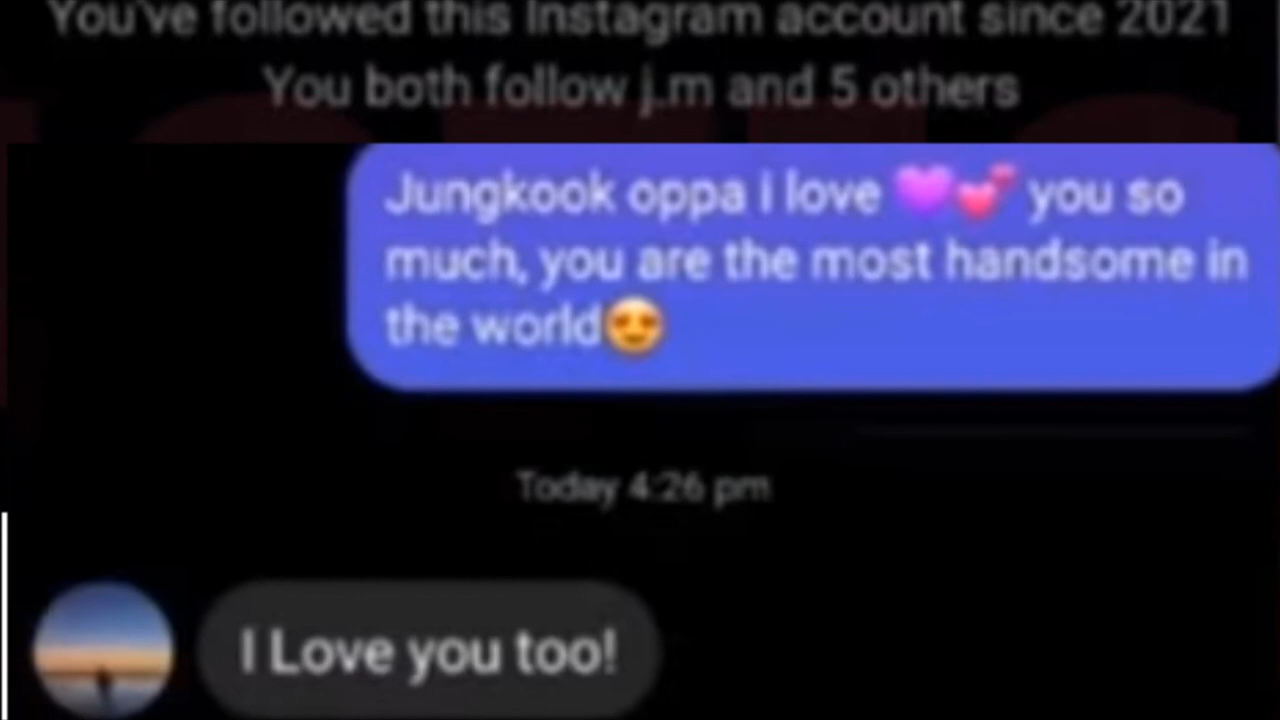 You've followed this Instagram account since 2021
You both follow j.m and 5 others
Jungkook oppa i love 💜💕 you so
much, you are the most handsome in
the world😍
Today 4:26 pm
I Love you too!